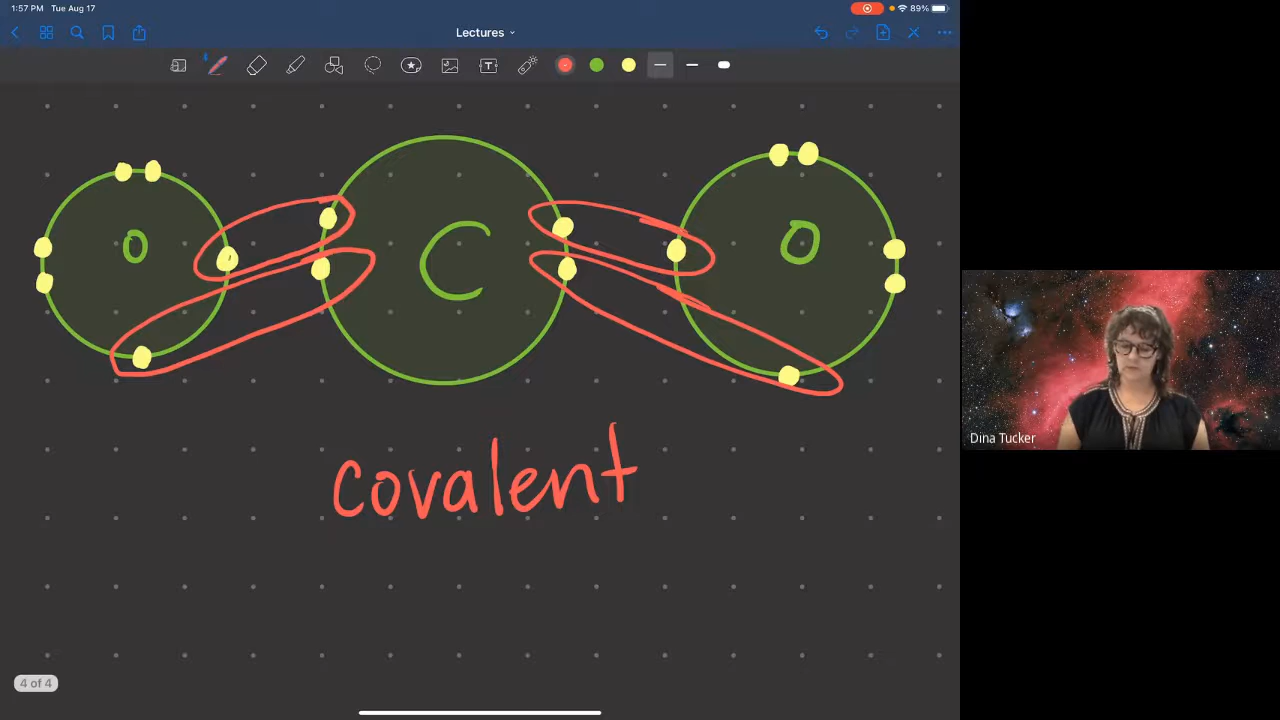 1:57 PM Tue Aug 17
89%
Lectures
T
O C O
covalent
Dina Tucker
4 of 4